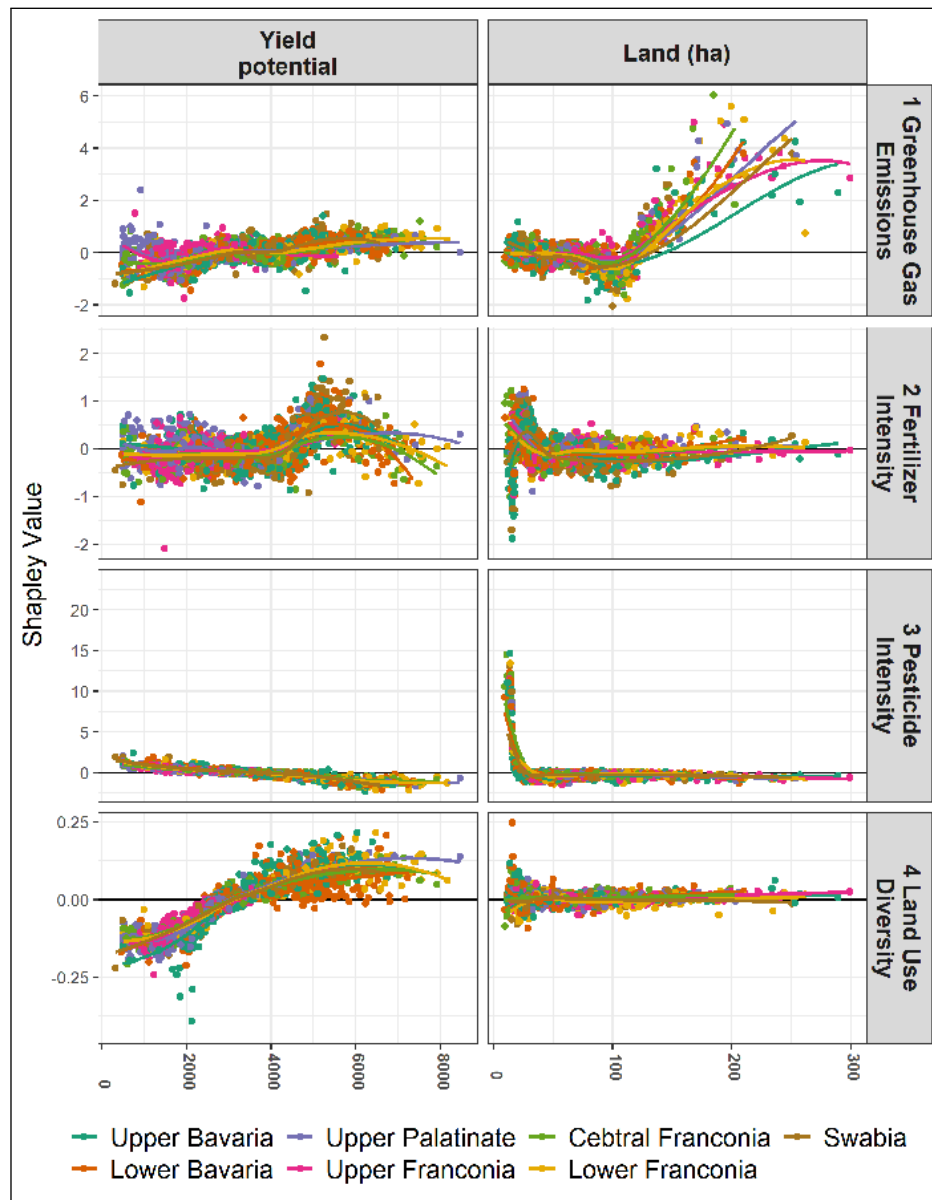 Yield
potential
Land (ha)
Shapley Value
6
4
2
0
-2
1 Greenhouse Gas
Emissions
2
1
0
-1
-2
2 Fertilizer
Intensity
20
15
10
5
0
3 Pesticide
Intensity
0.25
0.00
-0.25
4 Land Use
Diversity
0
2000
4000
6000
8000
0
100
200
300
Upper Bavaria
Upper Palatinate
Cebtral Franconia
Swabia
Lower Bavaria
Upper Franconia
Lower Franconia